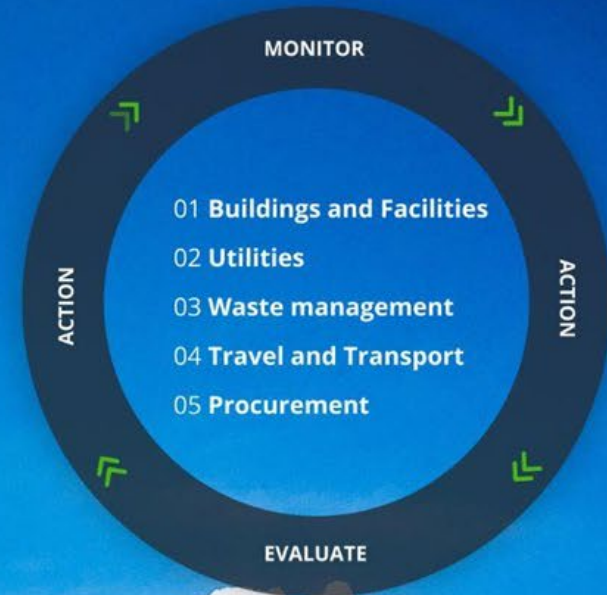 MONITOR
ACTION
01 Buildings and Facilities
02 Utilities
03 Waste management
04 Travel and Transport
05 Procurement
ACTION
EVALUATE